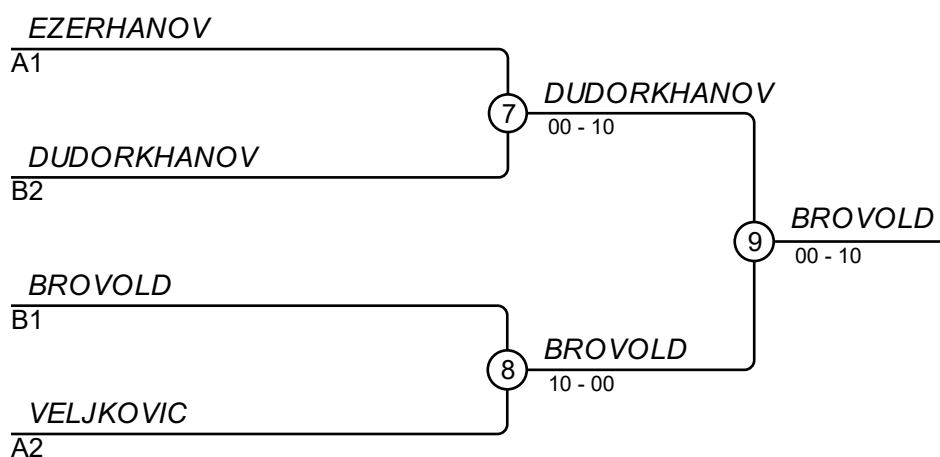 EZERHANOV
A1
7
DUDORKHANOV
00 - 10
DUDORKHANOV
B2
9
BROVOLD
00 - 10
BROVOLD
B1
8
BROVOLD
10 - 00
VELJKOVIC
A2